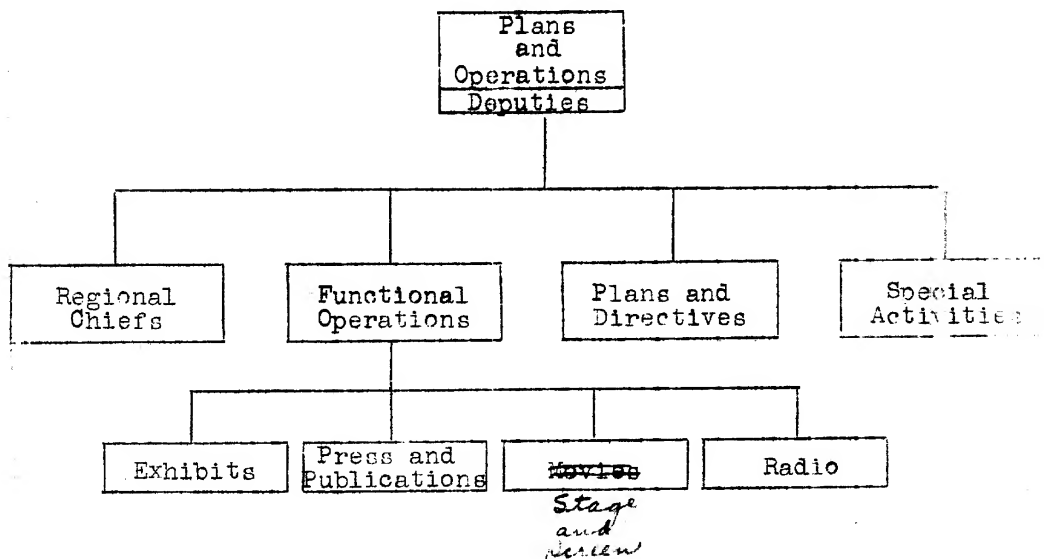 Plans
and
Operations
Deputies
Regional
Chiefs
Functional
Operations
Plans and
Directives
Special
Activities
Exhibits
Press and
Publications
Movies
Radio
Stage
and
Screen